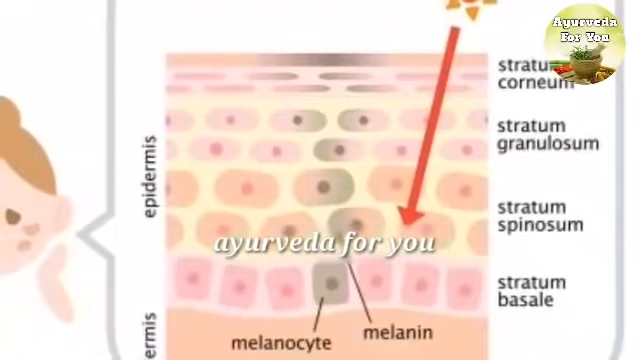 Ayurveda
For You
stratum
corneum
stratum
granulosum
epidermis
stratum
spinosum
ayurveda for you
stratum
basale
melanin
melanocyte
ermis